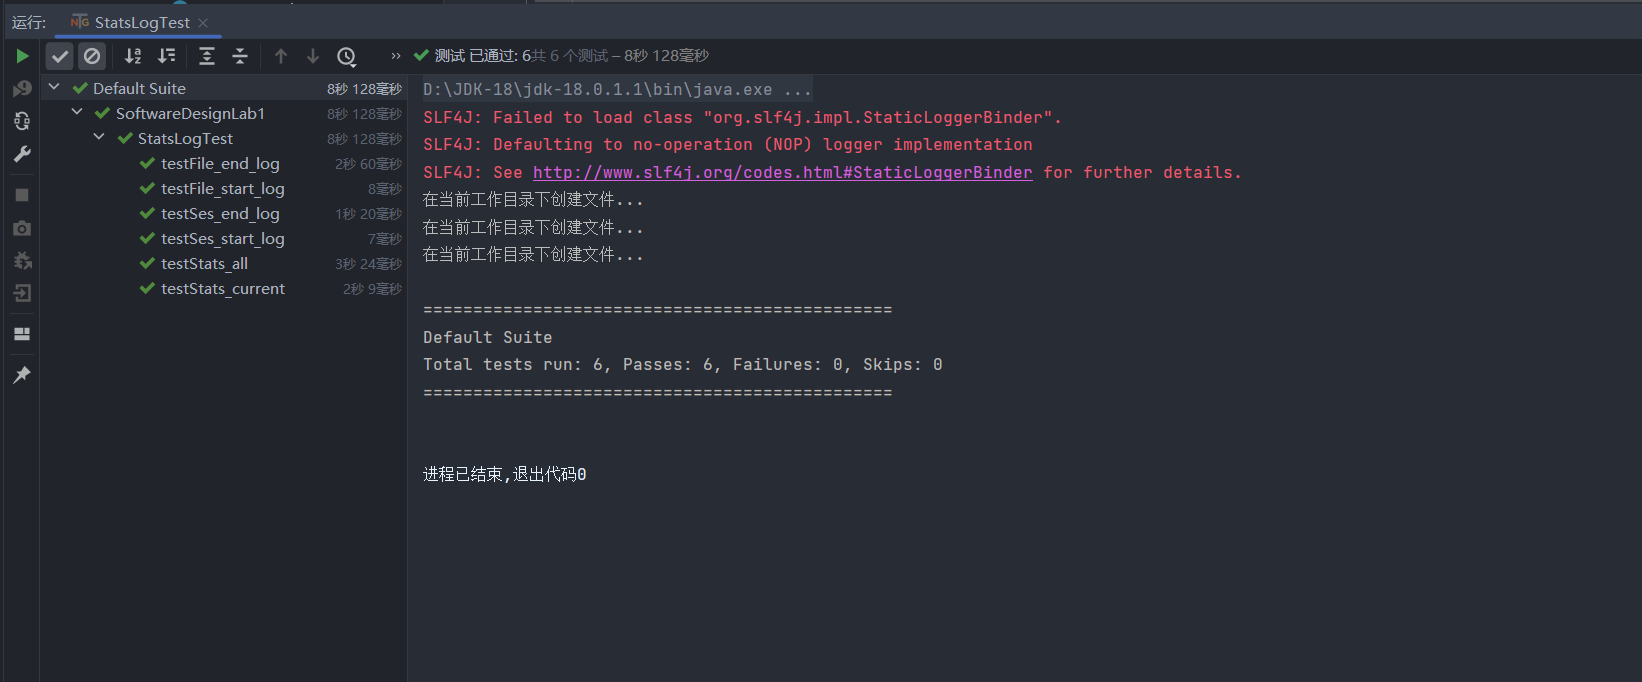 运行: StatsLogTest
测试 已通过: 6共 6 个测试 – 8秒 128毫秒
Default Suite 8秒 128毫秒
SoftwareDesignLab1 8秒 128毫秒
StatsLogTest 8秒 128毫秒
testFile_end_log 2秒 60毫秒
testFile_start_log 8毫秒
testSes_end_log 1秒 20毫秒
testSes_start_log 7毫秒
testStats_all 3秒 24毫秒
testStats_current 2秒 9毫秒
D:\JDK-18\jdk-18.0.1.1\bin\java.exe ...
SLF4J: Failed to load class "org.slf4j.impl.StaticLoggerBinder".
SLF4J: Defaulting to no-operation (NOP) logger implementation
SLF4J: See http://www.slf4j.org/codes.html#StaticLoggerBinder for further details.
在当前工作目录下创建文件...
在当前工作目录下创建文件...
在当前工作目录下创建文件...
===============================================
Default Suite
Total tests run: 6, Passes: 6, Failures: 0, Skips: 0
===============================================
进程已结束,退出代码0